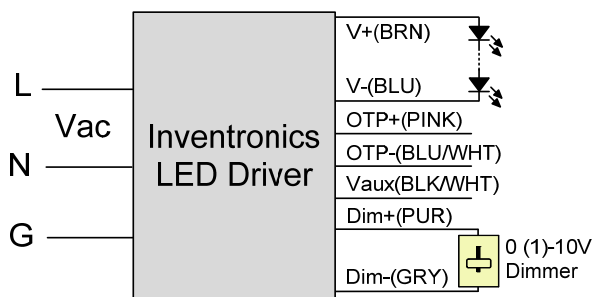 L
Vac
N
G
Inventronics
LED Driver
V+(BRN)
V-(BLU)
OTP+(PINK)
OTP-(BLU/WHT)
Vaux(BLK/WHT)
Dim+(PUR)
Dim-(GRY)
0 (1)-10V
Dimmer